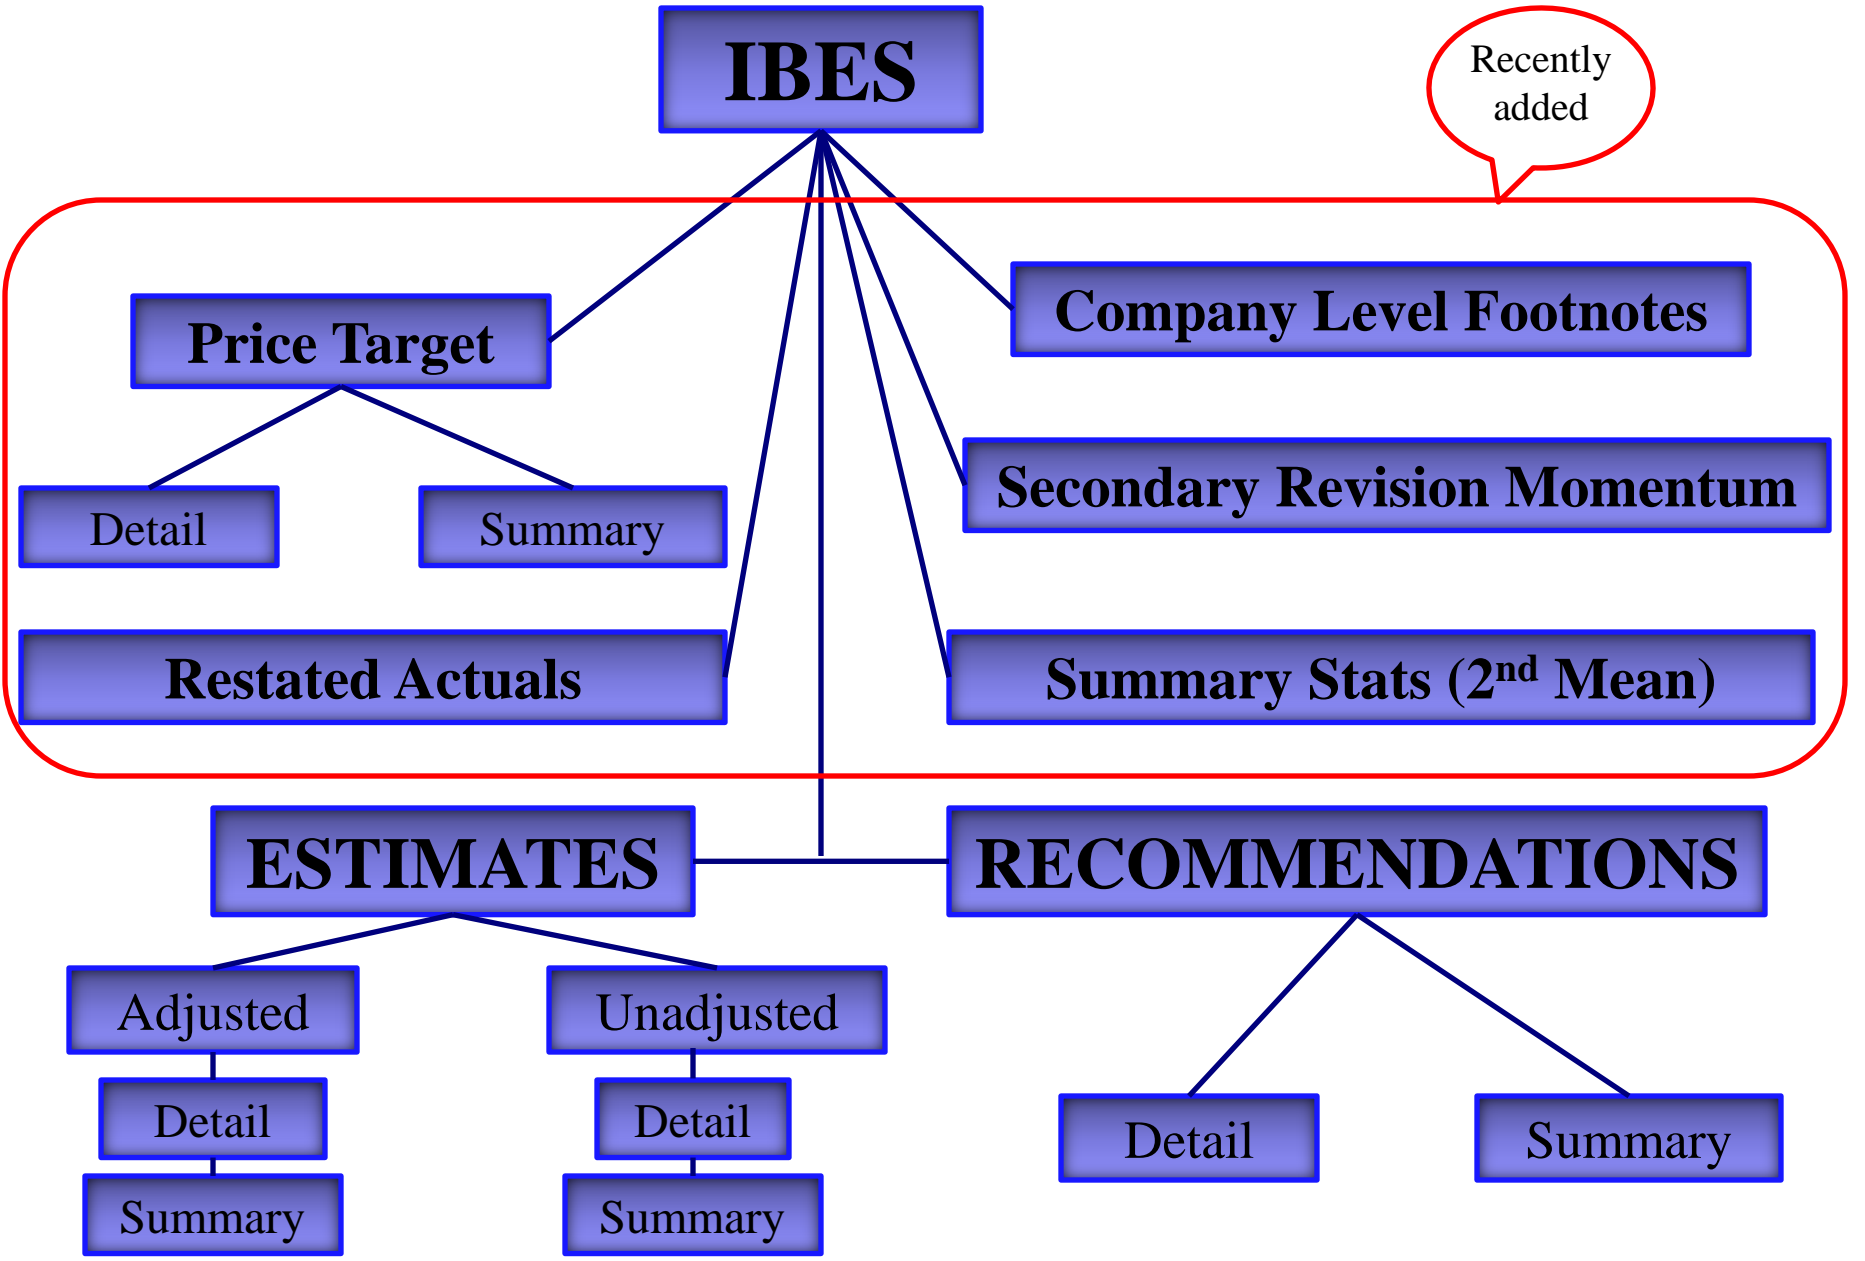 IBES
Recently
added
Company Level Footnotes
Price Target
Secondary Revision Momentum
Detail
Summary
Restated Actuals
Summary Stats (2nd Mean)
ESTIMATES
RECOMMENDATIONS
Adjusted
Unadjusted
Detail
Detail
Detail
Summary
Summary
Summary